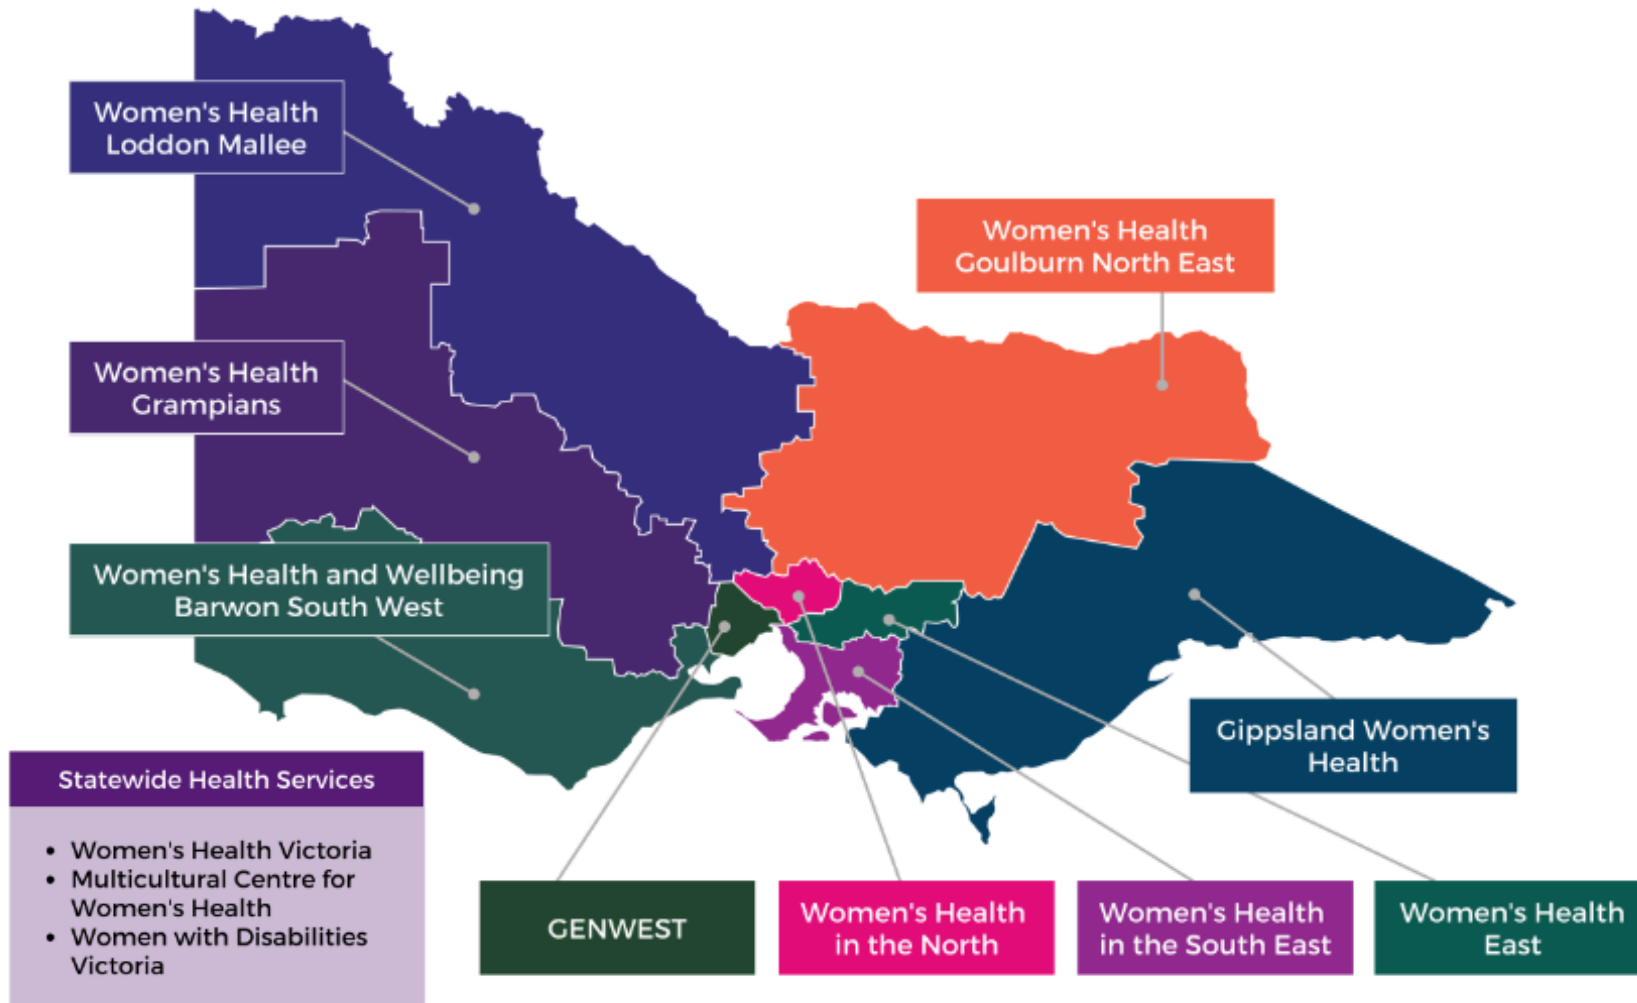 Women's Health
Loddon Mallee
Women's Health
Goulburn North East
Women's Health
Grampians
Women's Health and Wellbeing
Barwon South West
Gippsland Women's
Health
Statewide Health Services
• Women's Health Victoria
• Multicultural Centre for
Women's Health
• Women with Disabilities
Victoria
GENWEST
Women's Health
in the North
Women's Health
in the South East
Women's Health
East